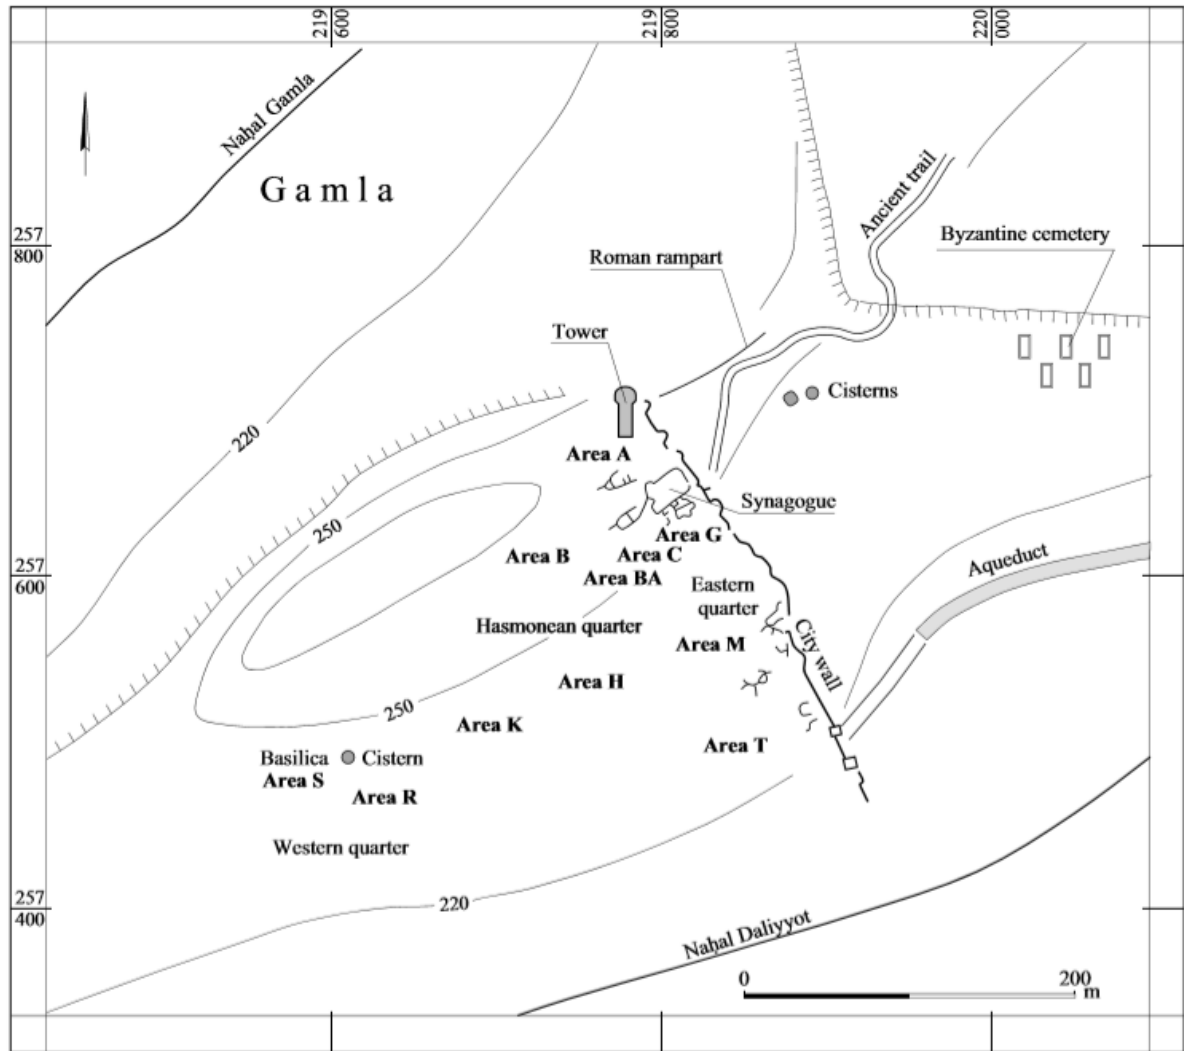 219
600
219
800
220
000
Naḥal Gamla
Gamla
Ancient trail
257
800
Byzantine cemetery
Roman rampart
Tower
Cisterns
220
Area A
Synagogue
250
Area G
Area B
Area C
257
600
Area BA
Aqueduct
Eastern
quarter
Hasmonean quarter
Area M
City wall
Area H
250
Area K
Area T
Basilica
Cistern
Area S
Area R
Western quarter
257
400
220
Naḥal Daliyyot
0
200
m